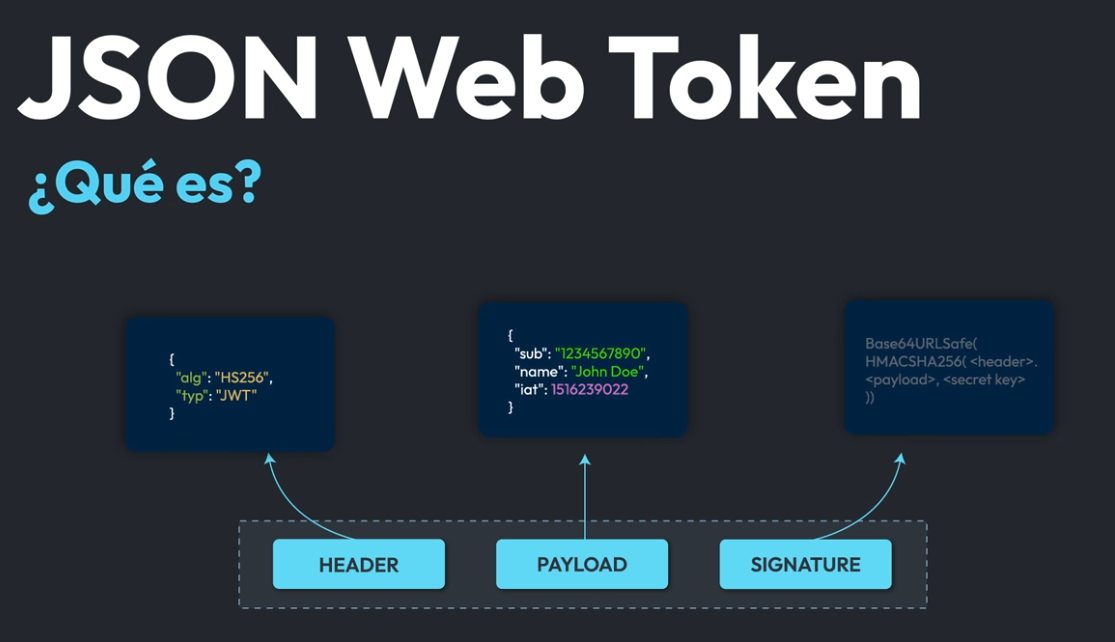 JSON Web Token
¿Qué es?
{
"alg": "HS256",
"typ": "JWT"
}
{
"sub": "1234567890",
"name": "John Doe",
"iat": 1516239022
}
Base64URLSafe(
HMACSHA256( <header>.
<payload>, <secret key>
))
HEADER
PAYLOAD
SIGNATURE